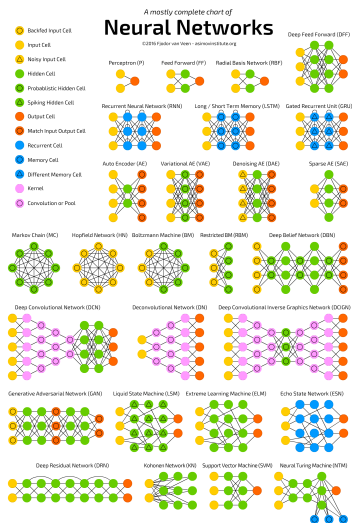 A mostly complete chart of
Neural Networks
©2016 Fjodor van Veen - asimovinstitute.org
Deep Feed Forward (DFF)
Backfed Input Cell
Input Cell
Noisy Input Cell
Hidden Cell
Probablistic Hidden Cell
Spiking Hidden Cell
Output Cell
Match Input Output Cell
Recurrent Cell
Memory Cell
Different Memory Cell
Kernel
Convolution or Pool
Perceptron (P)
Feed Forward (FF)
Radial Basis Network (RBF)
Recurrent Neural Network (RNN)
Long / Short Term Memory (LSTM)
Gated Recurrent Unit (GRU)
Auto Encoder (AE)
Variational AE (VAE)
Denoising AE (DAE)
Sparse AE (SAE)
Markov Chain (MC)
Hopfield Network (HN)
Boltzmann Machine (BM)
Restricted BM (RBM)
Deep Belief Network (DBN)
Deep Convolutional Network (DCN)
Deconvolutional Network (DN)
Deep Convolutional Inverse Graphics Network (DCIGN)
Generative Adversarial Network (GAN)
Liquid State Machine (LSM)
Extreme Learning Machine (ELM)
Echo State Network (ESN)
Deep Residual Network (DRN)
Kohonen Network (KN)
Support Vector Machine (SVM)
Neural Turing Machine (NTM)